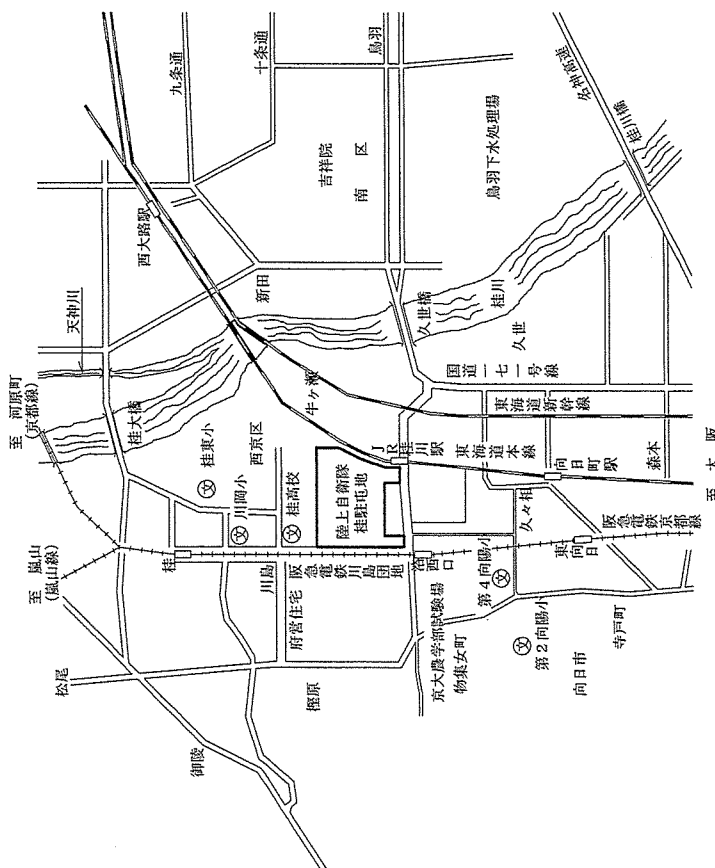 九条通
十条通
鳥羽
名神高速
桂川橋
西大路駅
吉祥院
南区
鳥羽下水処理場
天神川
新田
久世橋
桂川
久世
国道一七一号線
至 河原町
(京都線)
桂大橋
牛ヶ瀬
東海道新幹線
桂東小
西京区
JR桂川駅
東海道本線
向日町駅
森本
至 大阪
文
川岡小
文
桂高校
文
陸上自衛隊
桂駐屯地
久々相
阪急電鉄京都線
至 嵐山
(嵐山線)
桂
川島
阪急電鉄川島団地
洛西口
第4向陽小
文
東向日
府営住宅
京大農学部試験場
物集女町
文
第2向陽小
寺戸町
松尾
樫原
向日市
御陵